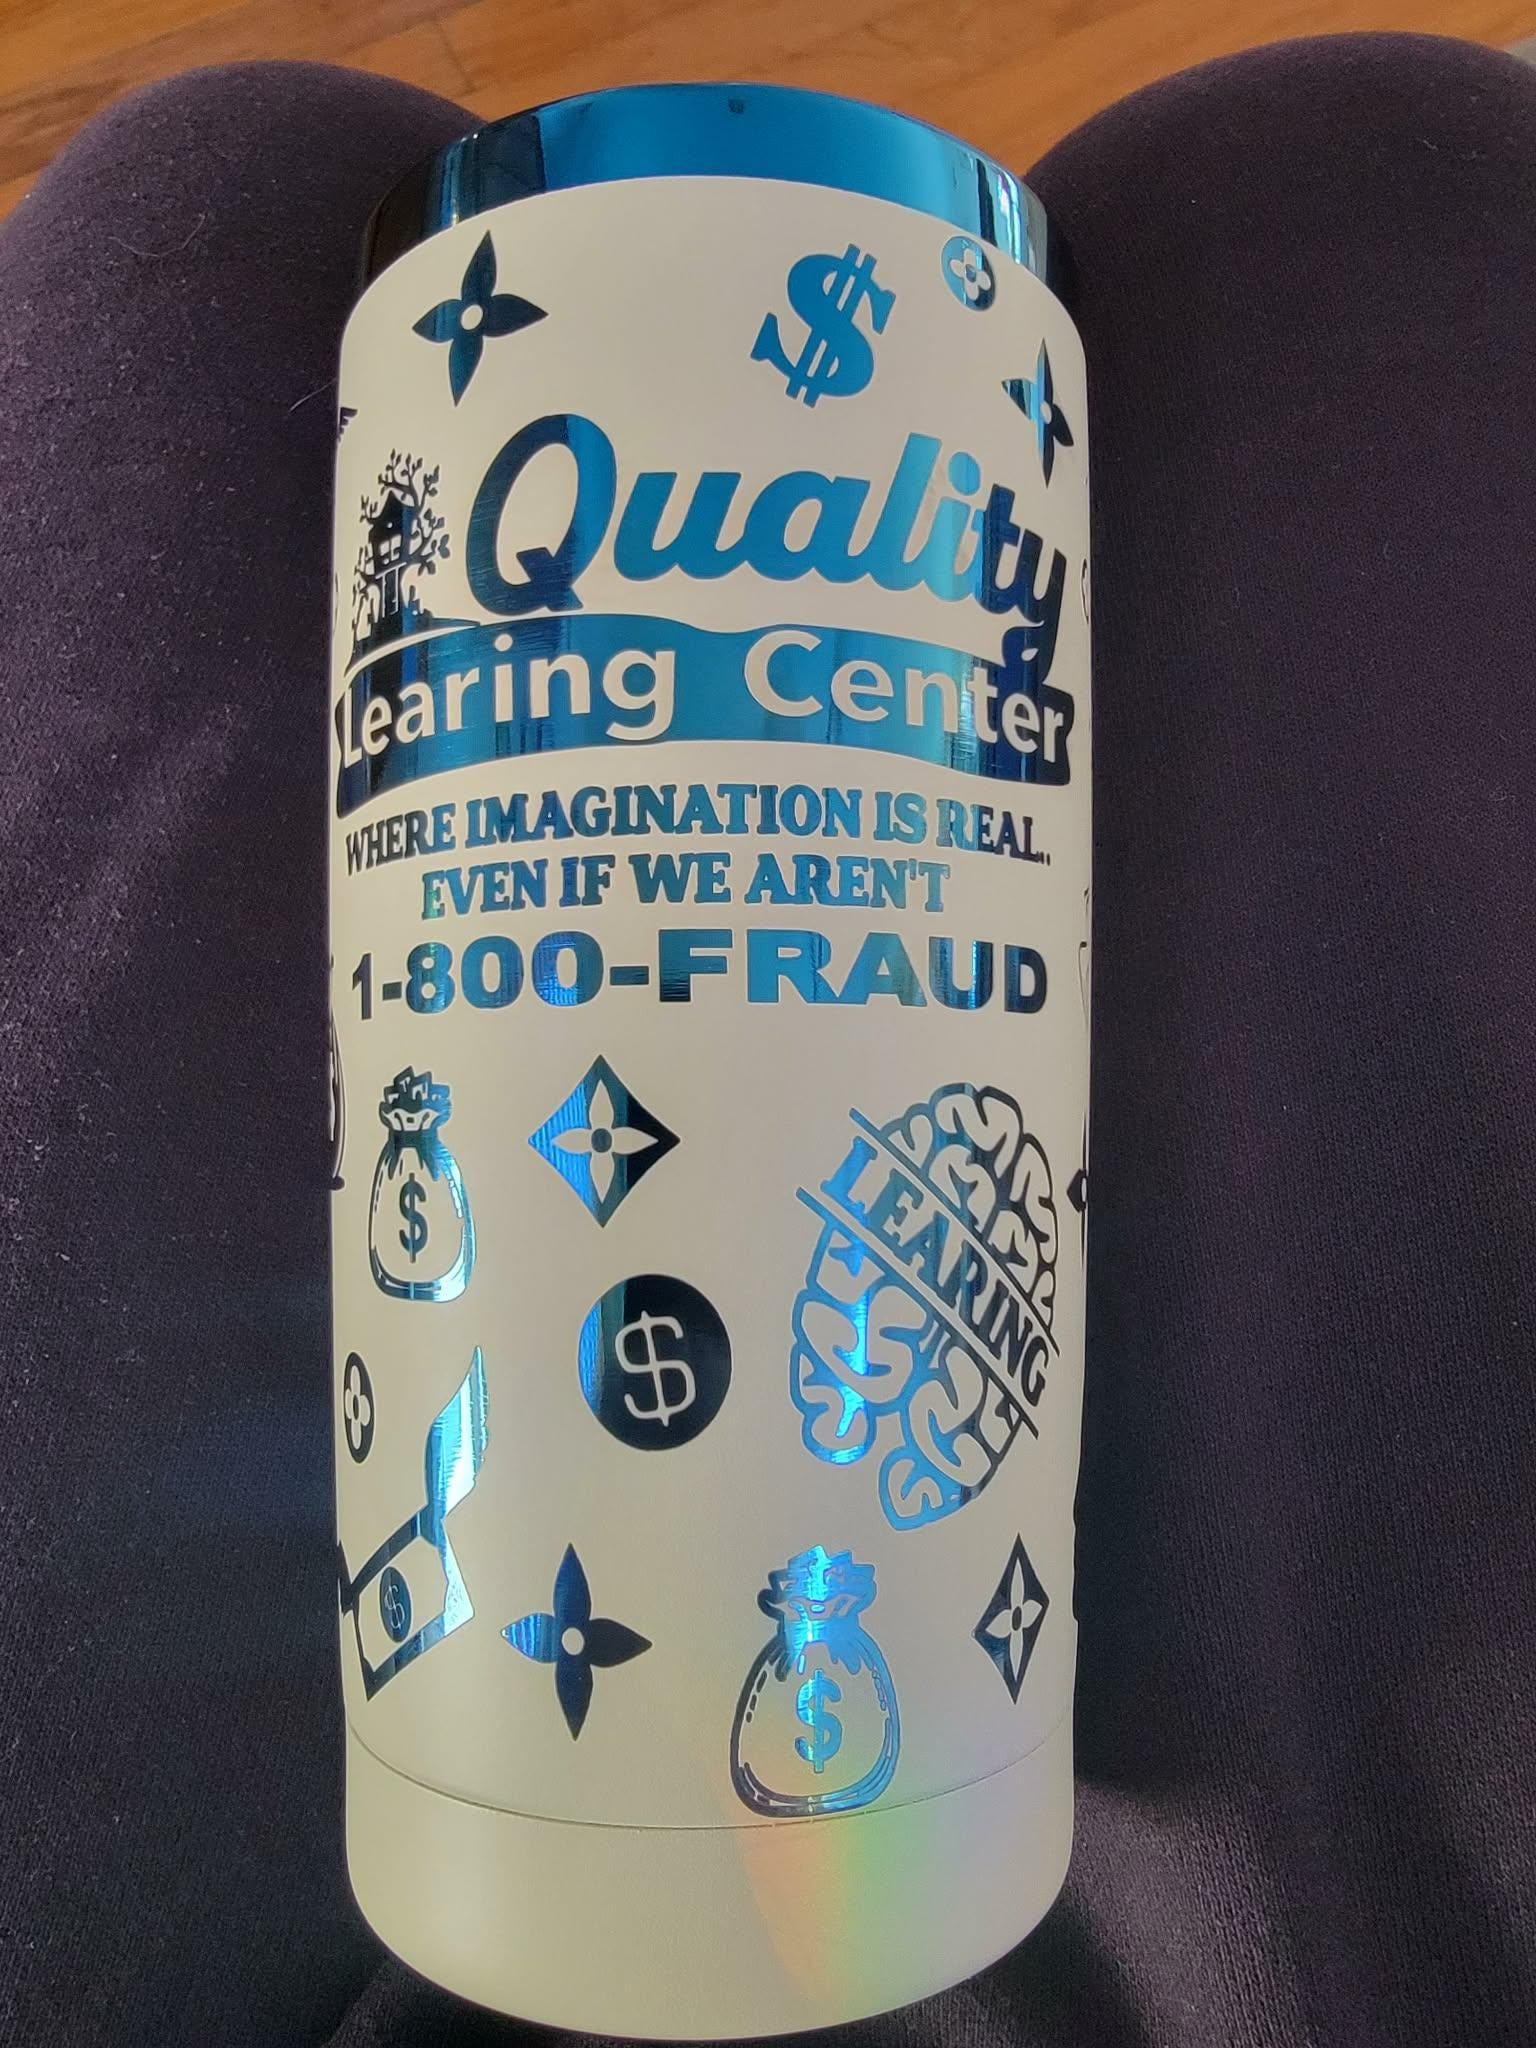 $
Quality
Learing Center
WHERE IMAGINATION IS REAL..
EVEN IF WE AREN'T
1-800-FRAUD
$
LEARING
$
$
$